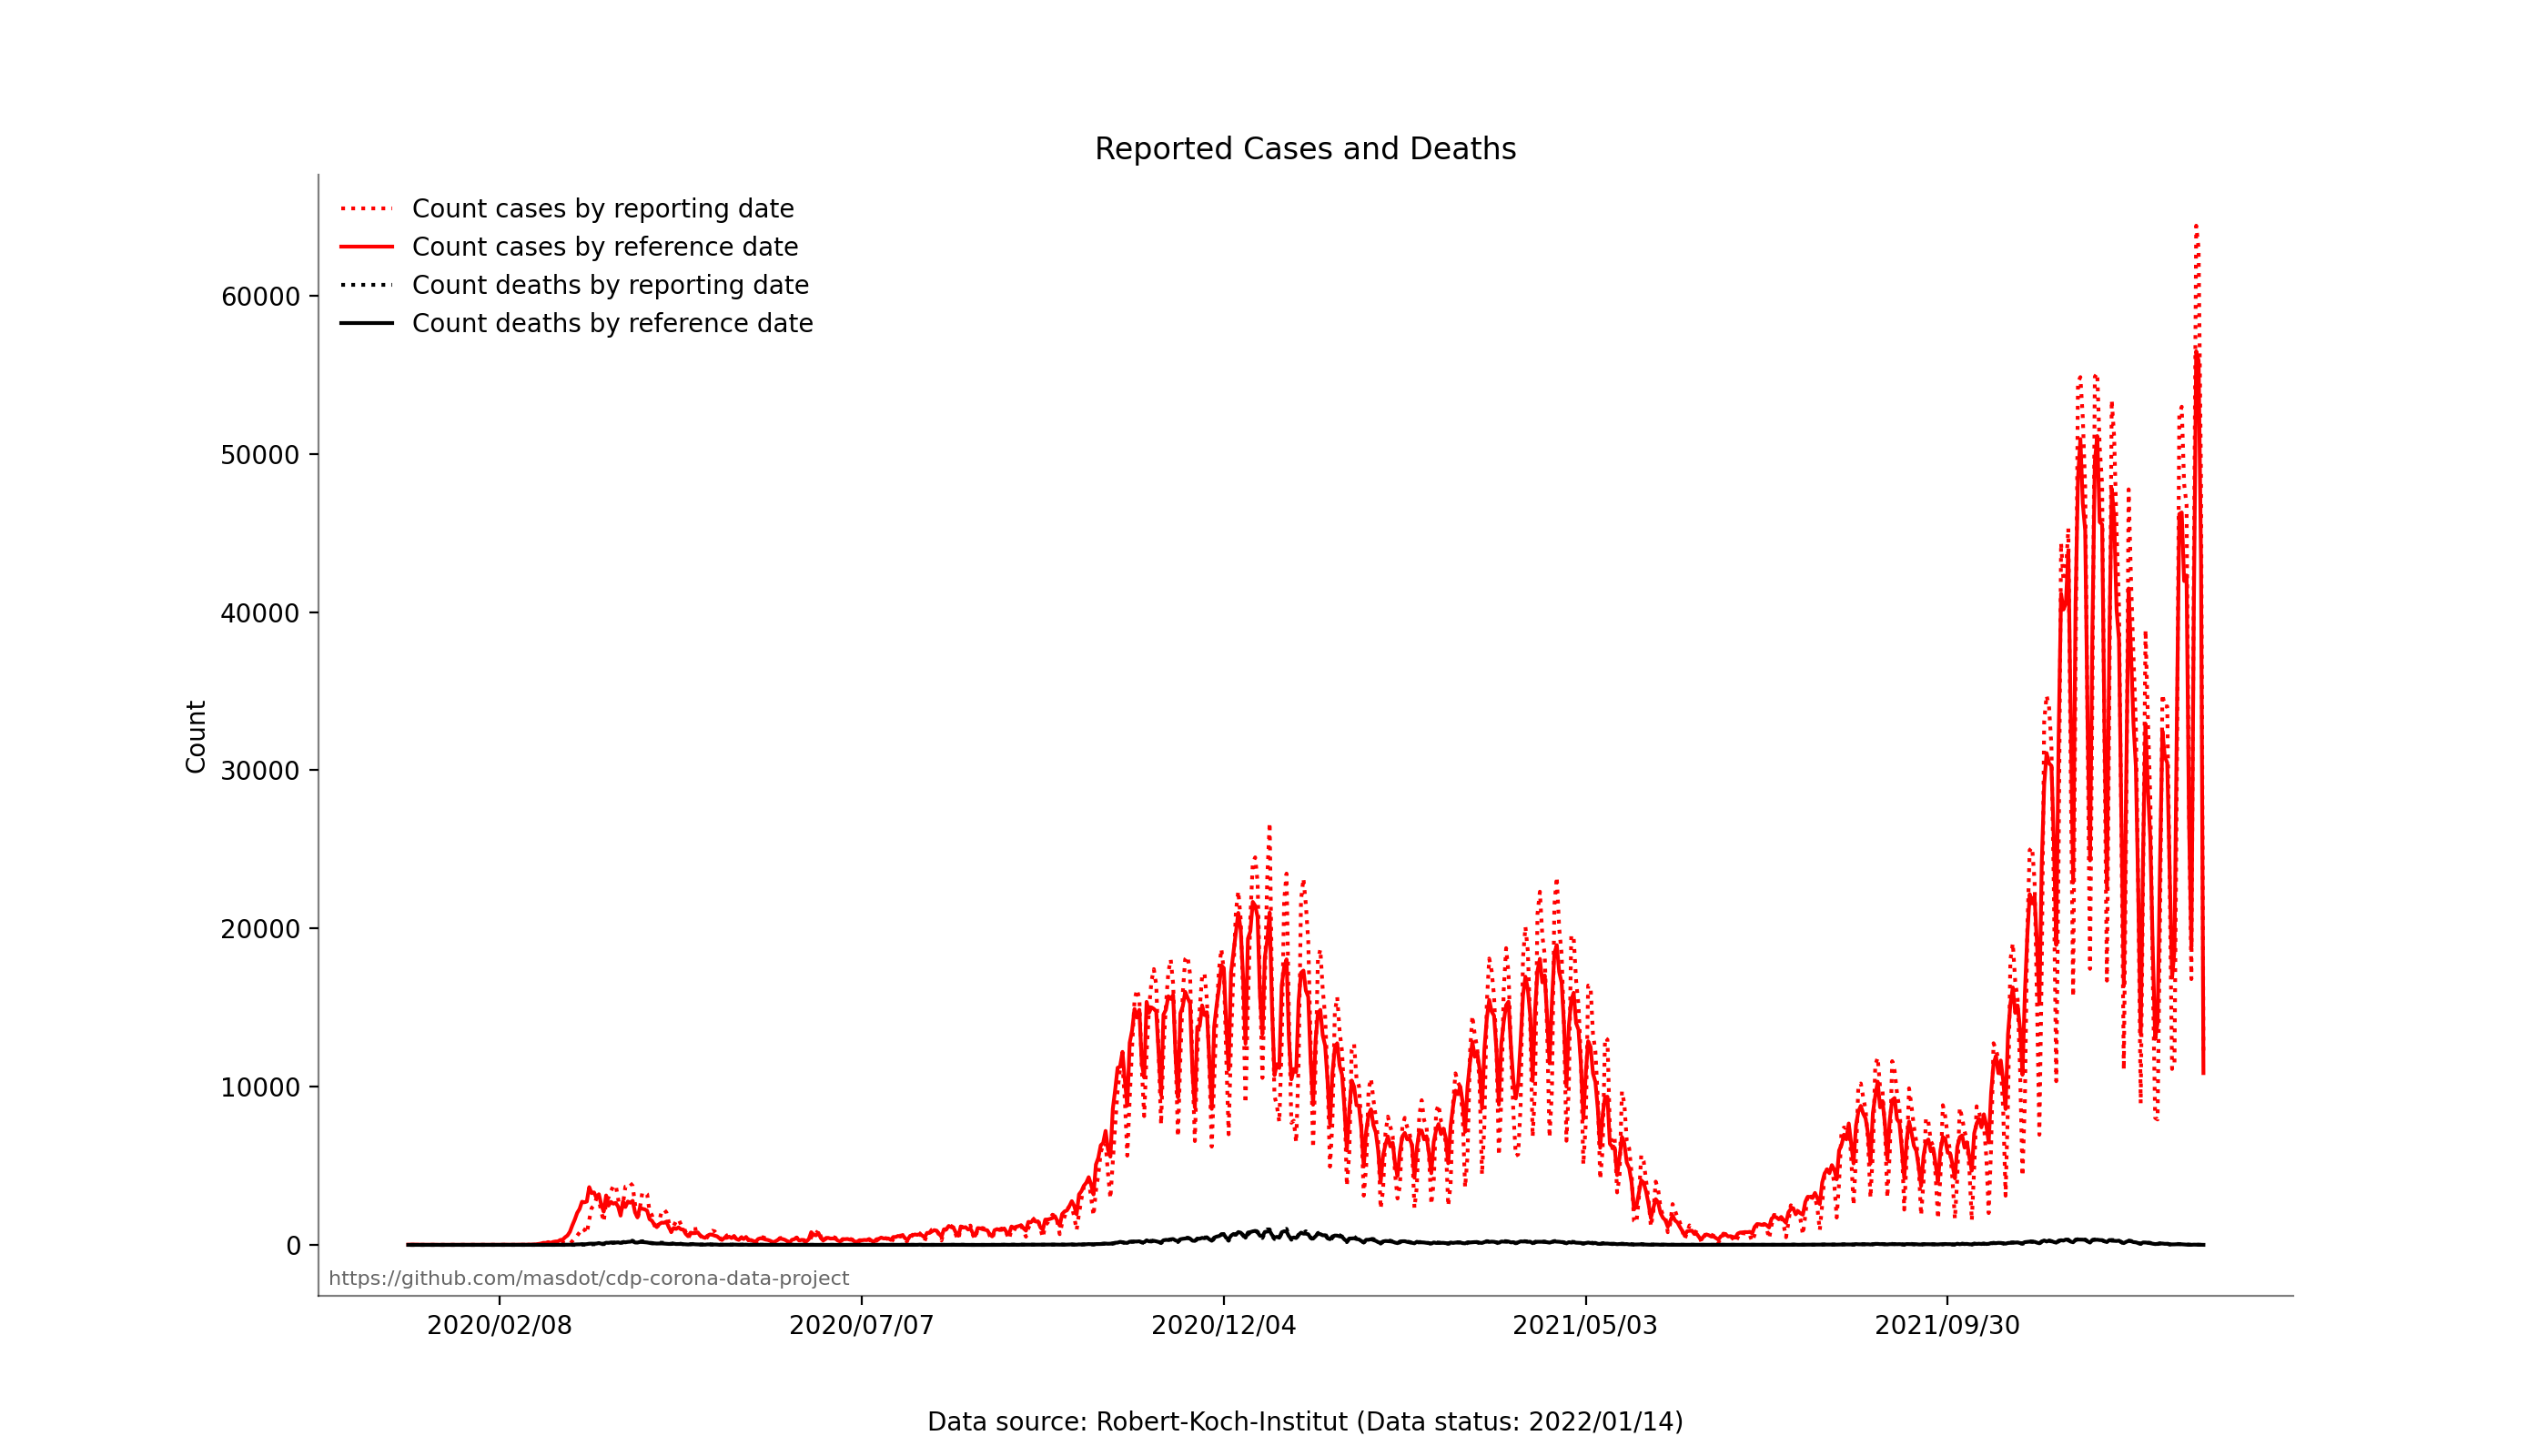 Reported Cases and Deaths
Count cases by reporting date
Count cases by reference date
Count deaths by reporting date
Count deaths by reference date
60000
50000
40000
30000
20000
10000
0
Count
https://github.com/masdot/cdp-corona-data-project
2020/02/08 2020/07/07 2020/12/04 2021/05/03 2021/09/30
Data source: Robert-Koch-Institut (Data status: 2022/01/14)